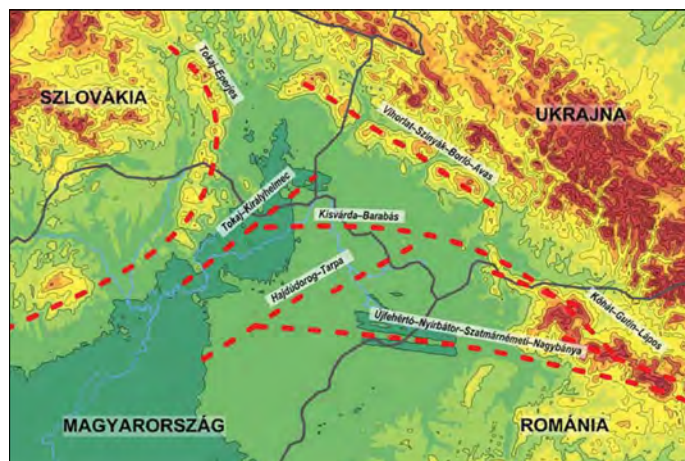 Tokaj–Eperjes
SZLOVÁKIA
UKRAJNA
Vihorlat–Szinyák–Borló–Avas
Tokaj–Királyhelmec
Kisvárda–Barabás
Hajdúdorog–Tarpa
Kőhát–Gutin–Lápos
Újfehértó–Nyírbátor–Szatmárnémeti–Nagybánya
MAGYARORSZÁG
ROMÁNIA